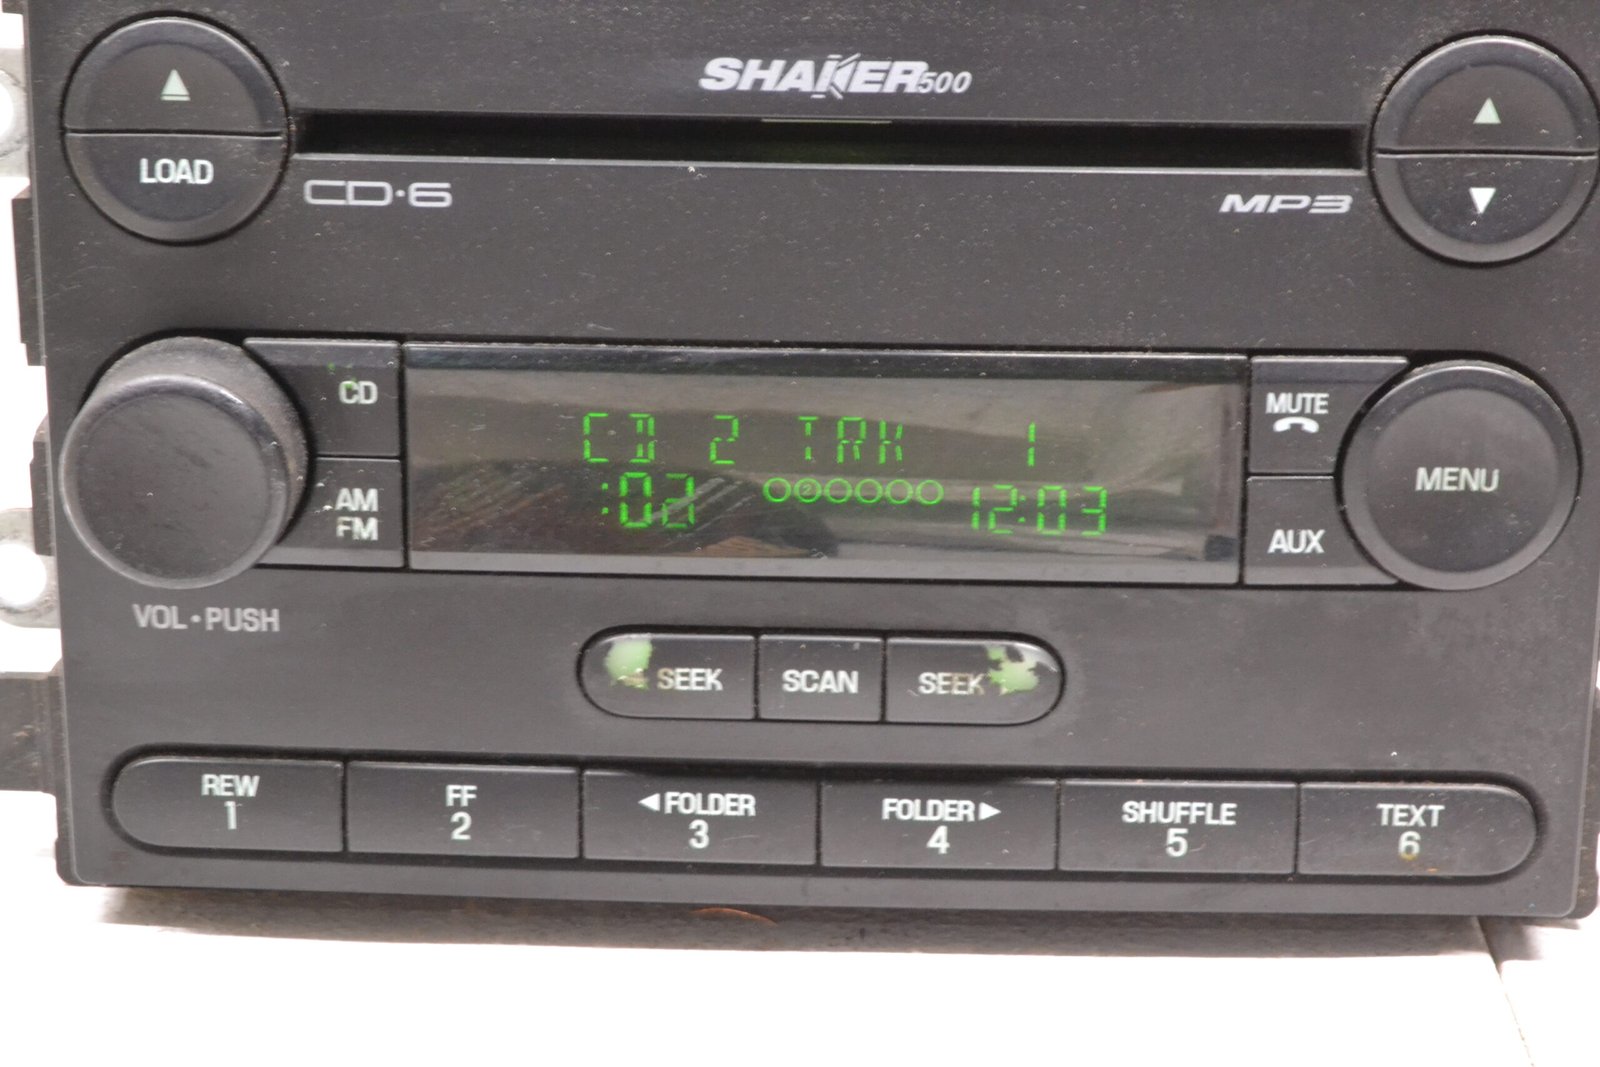 SHAKER500
LOAD
CD·6
MP3
CD
MUTE
CD 2 TRK 1
MENU
AM
FM
:02
2
12:03
AUX
VOL·PUSH
SEEK
SCAN
SEEK
REW
1
FF
2
◀FOLDER
3
FOLDER▶
4
SHUFFLE
5
TEXT
6